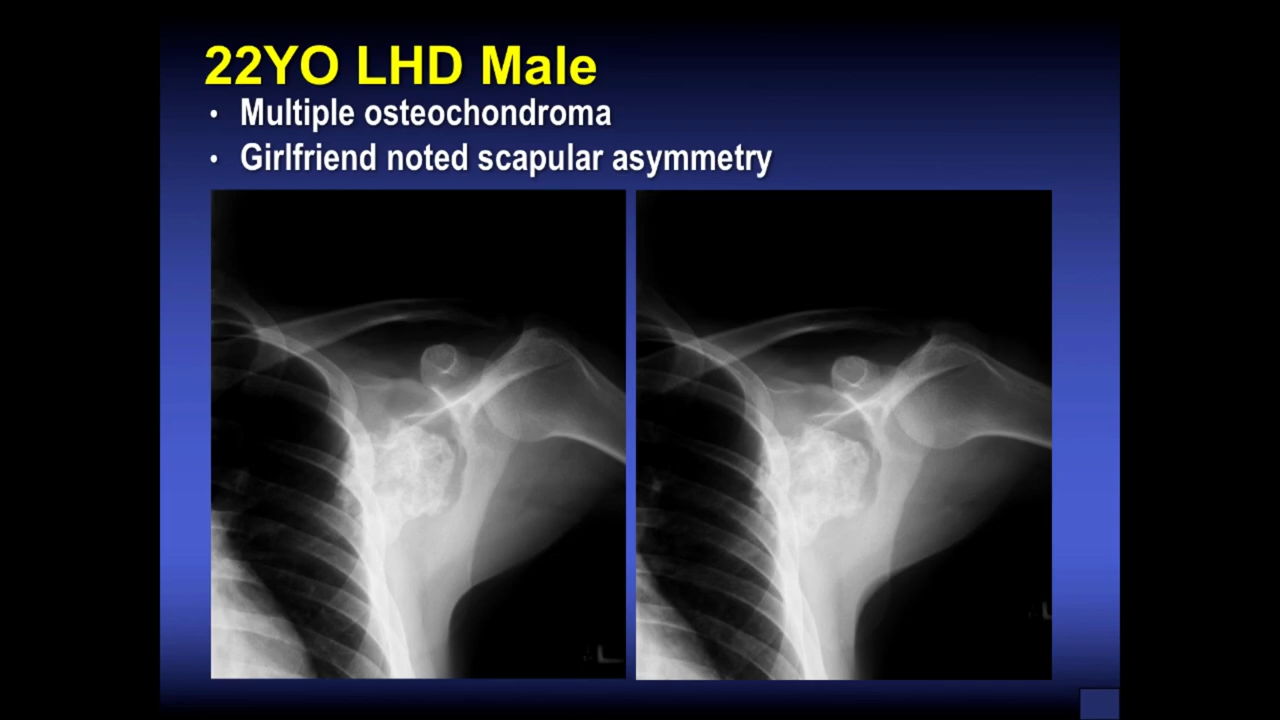 22YO LHD Male
• Multiple osteochondroma
• Girlfriend noted scapular asymmetry
L
L